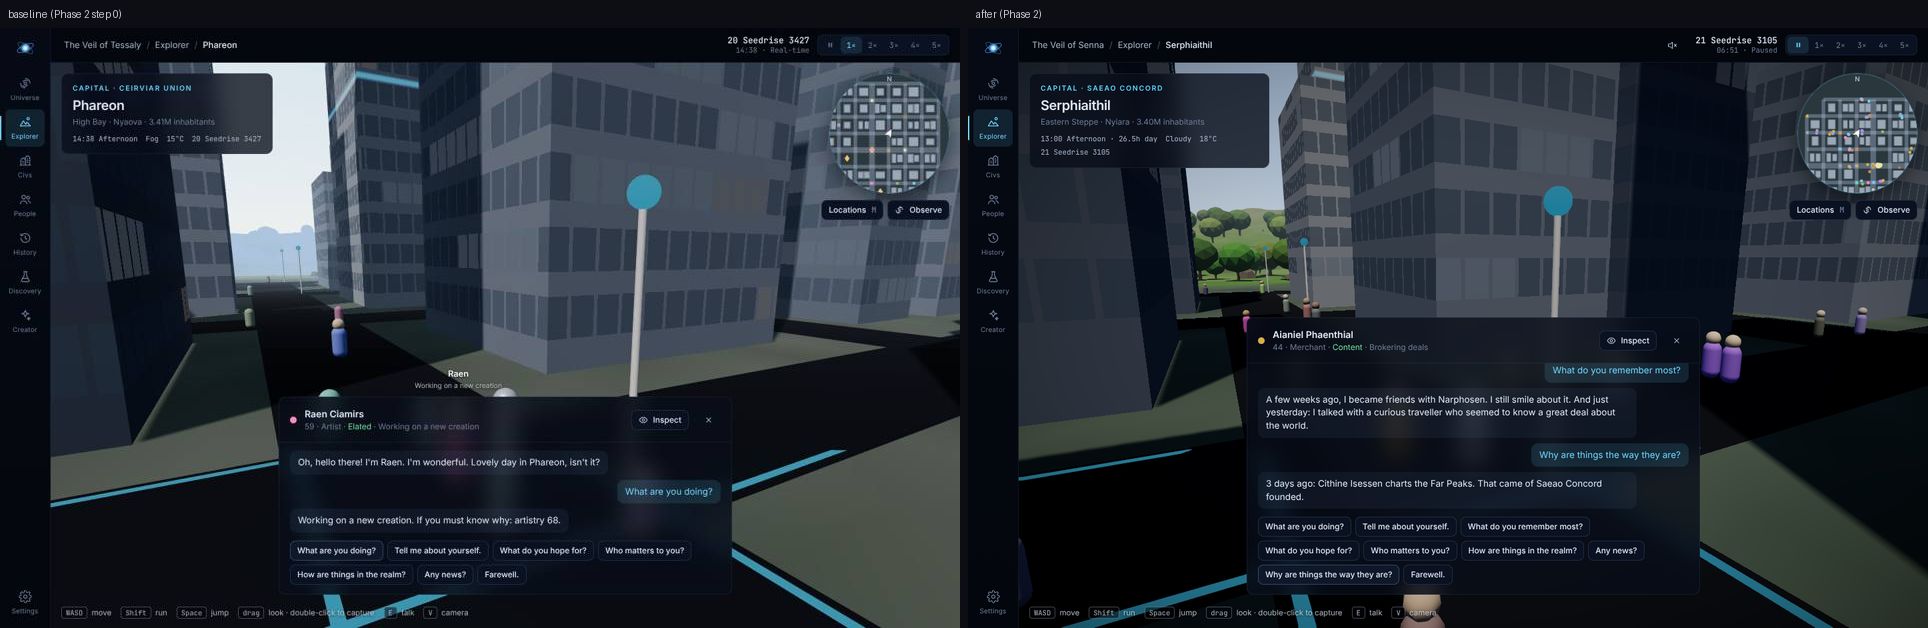 baseline (Phase 2 step 0)
The Veil of Tessaly / Explorer / Phareon
20 Seedrise 3427
14:38 · Real-time
1× 2× 3× 4× 5×
Universe
Explorer
Civs
People
History
Discovery
Creator
Settings
CAPITAL · CEIRVIAR UNION
Phareon
High Bay · Nyaova · 3.41M inhabitants
14:38 Afternoon Fog 15°C 20 Seedrise 3427
N
Locations M
Observe
Raen
Working on a new creation
Raen Ciamirs
59 · Artist · Elated · Working on a new creation
Inspect ×
Oh, hello there! I'm Raen. I'm wonderful. Lovely day in Phareon, isn't it?
What are you doing?
Working on a new creation. If you must know why: artistry 68.
What are you doing? Tell me about yourself. What do you hope for? Who matters to you?
How are things in the realm? Any news? Farewell.
WASD move Shift run Space jump drag look · double-click to capture E talk V camera
after (Phase 2)
The Veil of Senna / Explorer / Serphiaithil
21 Seedrise 3105
06:51 · Paused
1× 2× 3× 4× 5×
Universe
Explorer
Civs
People
History
Discovery
Creator
Settings
CAPITAL · SAEAO CONCORD
Serphiaithil
Eastern Steppe · Nyiara · 3.40M inhabitants
13:00 Afternoon · 26.5h day Cloudy 18°C
21 Seedrise 3105
N
Locations M
Observe
Aianiel Phaenthial
44 · Merchant · Content · Brokering deals
Inspect ×
What do you remember most?
A few weeks ago, I became friends with Narphosen. I still smile about it. And just
yesterday: I talked with a curious traveller who seemed to know a great deal about
the world.
Why are things the way they are?
3 days ago: Cithine Isessen charts the Far Peaks. That came of Saeao Concord
founded.
What are you doing? Tell me about yourself. What do you remember most?
What do you hope for? Who matters to you? How are things in the realm? Any news?
Why are things the way they are? Farewell.
WASD move Shift run Space jump drag look · double-click to capture E talk V camera